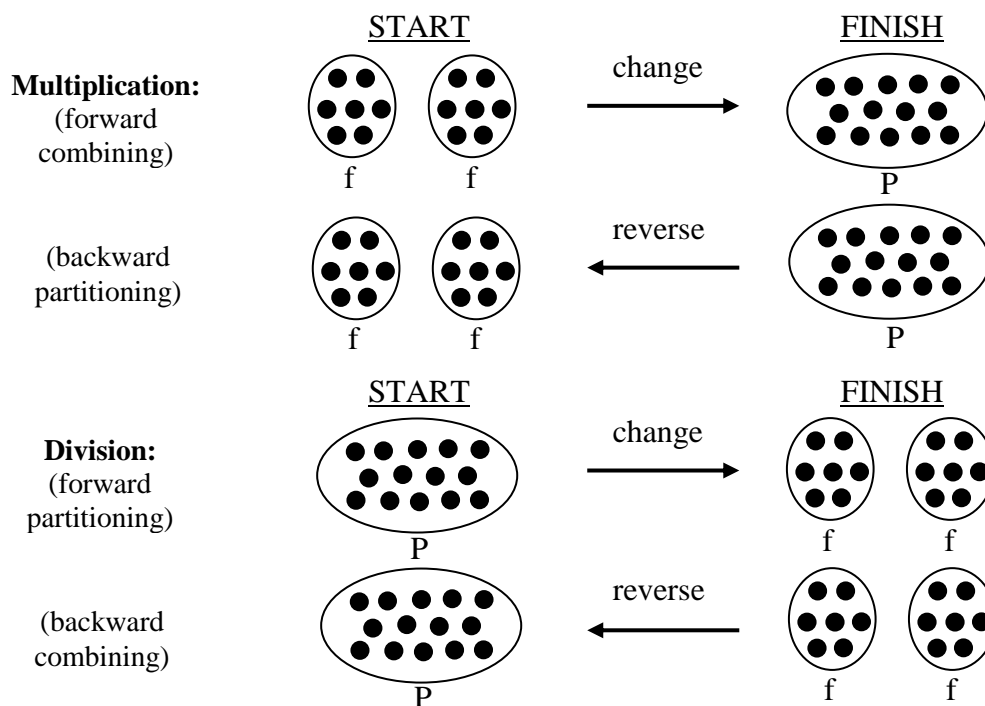 START FINISH
Multiplication:
(forward
combining)
change
f f P
(backward
partitioning)
reverse
f f P
START FINISH
Division:
(forward
partitioning)
change
P f f
(backward
combining)
reverse
P f f